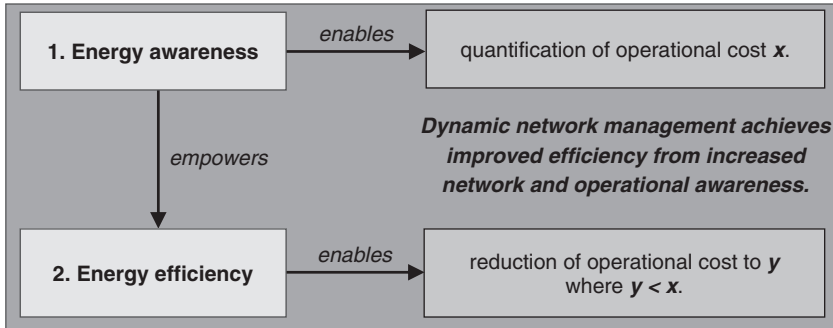 1. Energy awareness
enables
quantification of operational cost x.
Dynamic network management achieves
improved efficiency from increased
network and operational awareness.
empowers
2. Energy efficiency
enables
reduction of operational cost to y
where y < x.